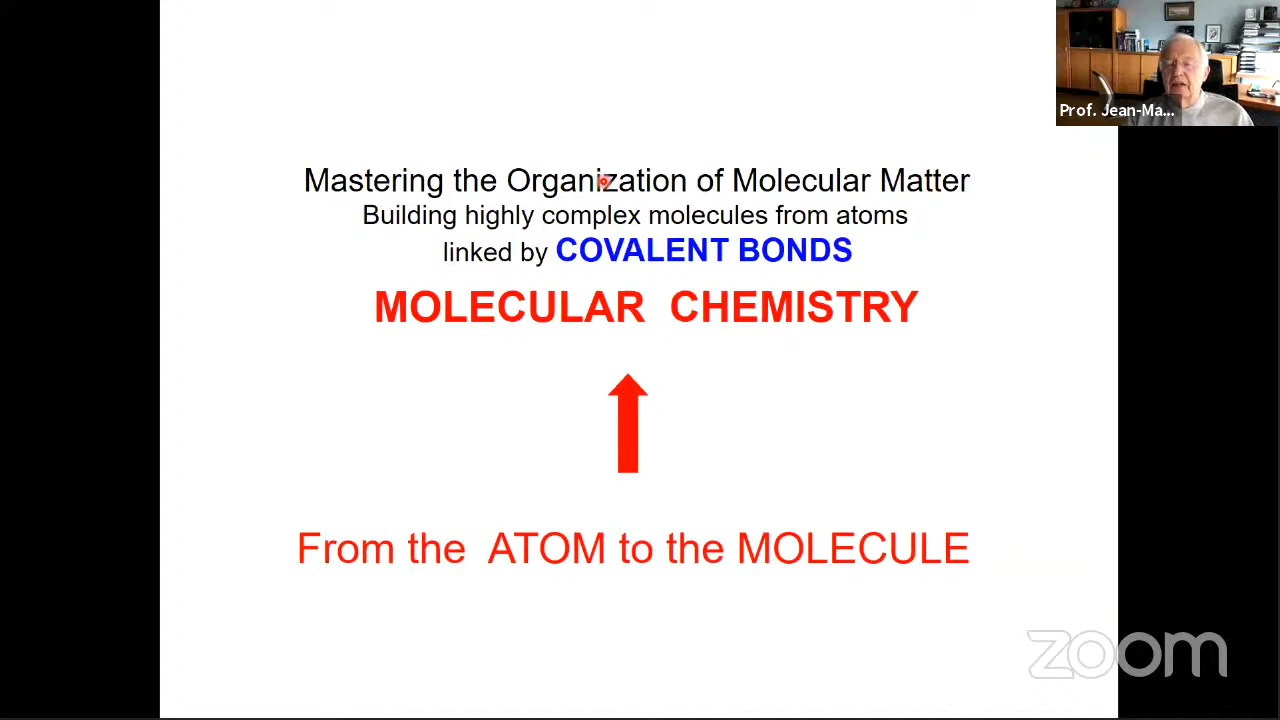 Prof. Jean-Ma...
Mastering the Organization of Molecular Matter
Building highly complex molecules from atoms
linked by COVALENT BONDS
MOLECULAR CHEMISTRY
From the ATOM to the MOLECULE
zoom